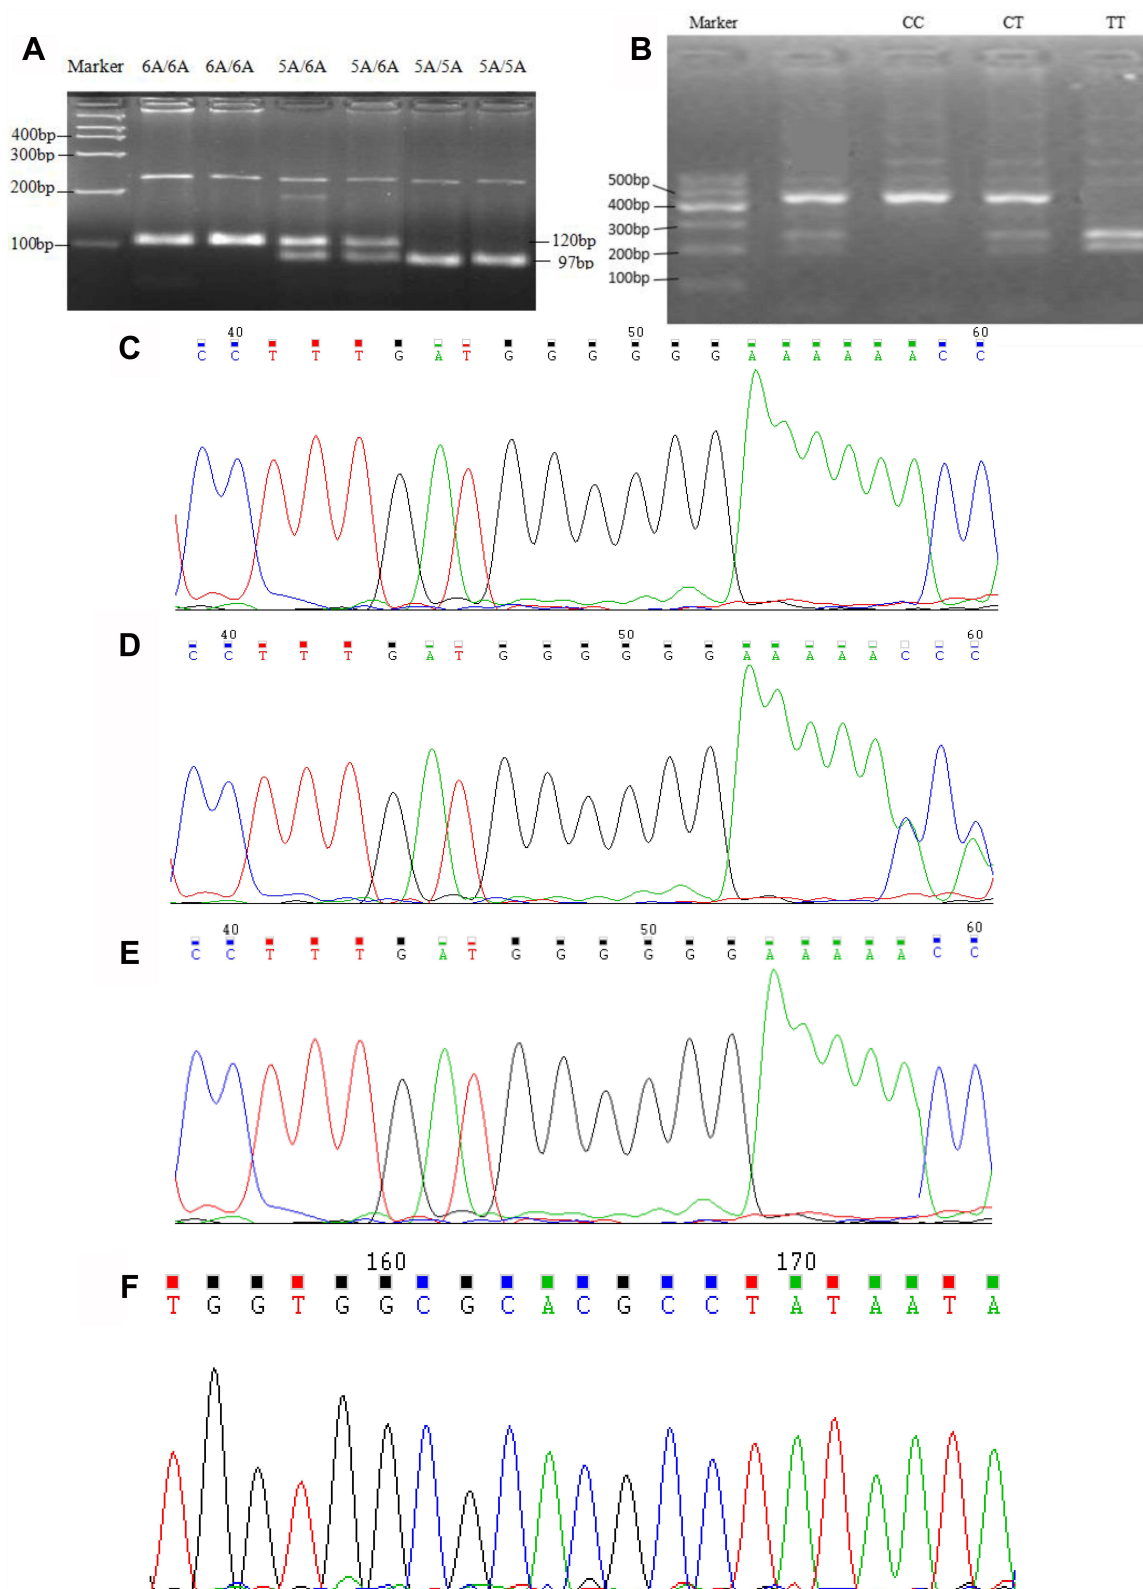 A
Marker 6A/6A 6A/6A 5A/6A 5A/6A 5A/5A 5A/5A
400bp
300bp
200bp
100bp
120bp
97bp
B
Marker CC CT TT
500bp
400bp
300bp
200bp
100bp
C
40 50 60
C C T T T G A T G G G G G G A A A A A A C C
D
40 50 60
C C T T T G A T G G G G G G A A A A A C C C
E
40 50 60
C C T T T G A T G G G G G G A A A A A C C
F
160 170
T G G T G G C G C A C G C C T A T A A T A